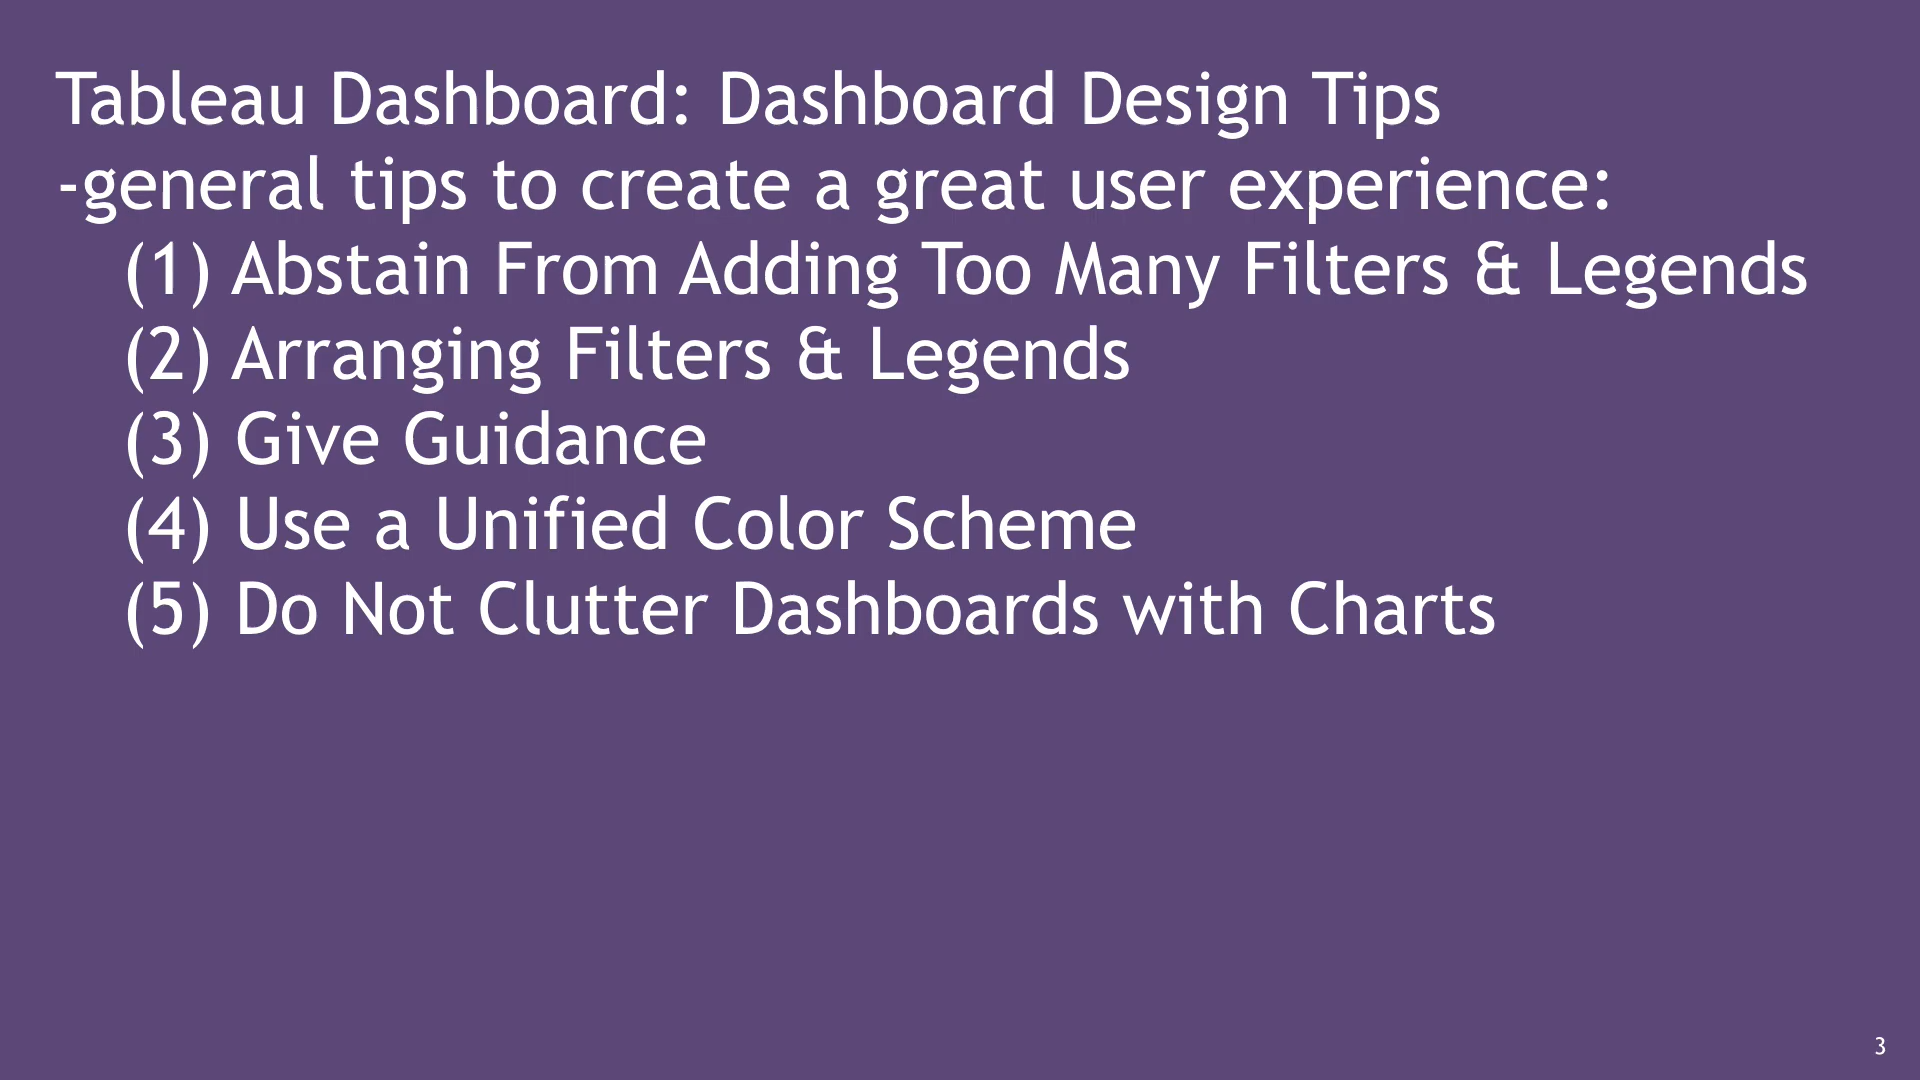 Tableau Dashboard: Dashboard Design Tips
-general tips to create a great user experience:
(1) Abstain From Adding Too Many Filters & Legends
(2) Arranging Filters & Legends
(3) Give Guidance
(4) Use a Unified Color Scheme
(5) Do Not Clutter Dashboards with Charts
3